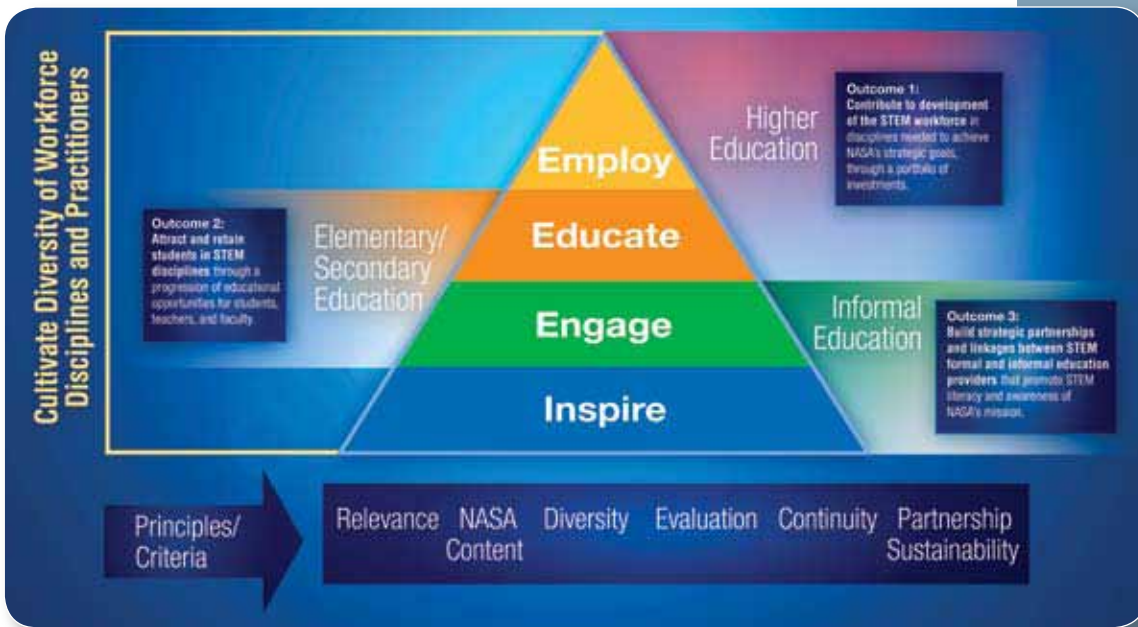 Cultivate Diversity of Workforce
Disciplines and Practitioners
Employ
Educate
Engage
Inspire
Higher
Education
Outcome 1:
Contribute to development
of the STEM workforce in
disciplines needed to achieve
NASA's strategic goals,
through a portfolio of
investments.
Elementary/
Secondary
Education
Outcome 2:
Attract and retain
students in STEM
disciplines through a
progression of educational
opportunities for students,
teachers, and faculty.
Informal
Education
Outcome 3:
Build strategic partnerships
and linkages between STEM
formal and informal education
providers that promote STEM
literacy and awareness of
NASA's mission.
Principles/
Criteria
Relevance
NASA
Content
Diversity
Evaluation
Continuity
Partnership
Sustainability